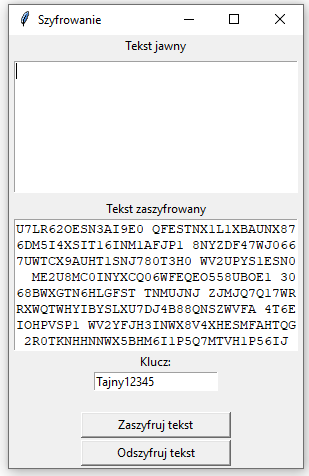 Szyfrowanie
Tekst jawny
Tekst zaszyfrowany
U7LR62OESN3AI9E0 QFESTNX1L1XBAUNX87
6DM5I4XSIT16INM1AFJP1 8NYZDF47WJ066
7UWTCX9AUHT1SNJ780T3H0 WV2UPYS1ESN0
ME2U8MC0INYXCQ06WFEQEO558UBOE1 30
68BWXGTN6HLGFST TNMUJNJ ZJMJQ7Q17WR
RXWQTWHYIBYSLXU7DJ4B88QNSZWVFA 4T6E
IOHPVSP1 WV2YFJH3INWX8V4XHESMFAHTQG
2R0TKNHHNNWX5BHM6I1P5Q7MTVH1P56IJ
Klucz:
Tajny12345
Zaszyfruj tekst
Odszyfruj tekst